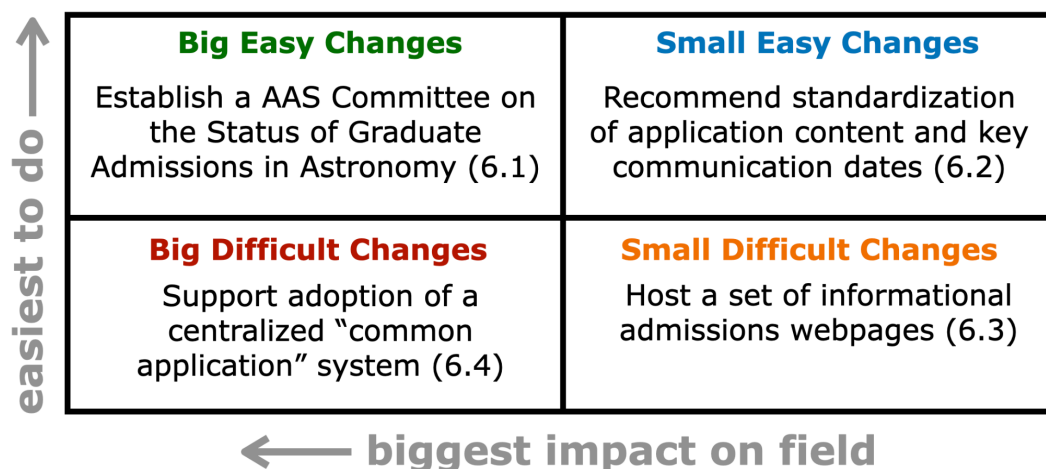 Big Easy Changes
Establish a AAS Committee on
the Status of Graduate
Admissions in Astronomy (6.1)
Small Easy Changes
Recommend standardization
of application content and key
communication dates (6.2)
Big Difficult Changes
Support adoption of a
centralized “common
application” system (6.4)
Small Difficult Changes
Host a set of informational
admissions webpages (6.3)
easiest to do
biggest impact on field